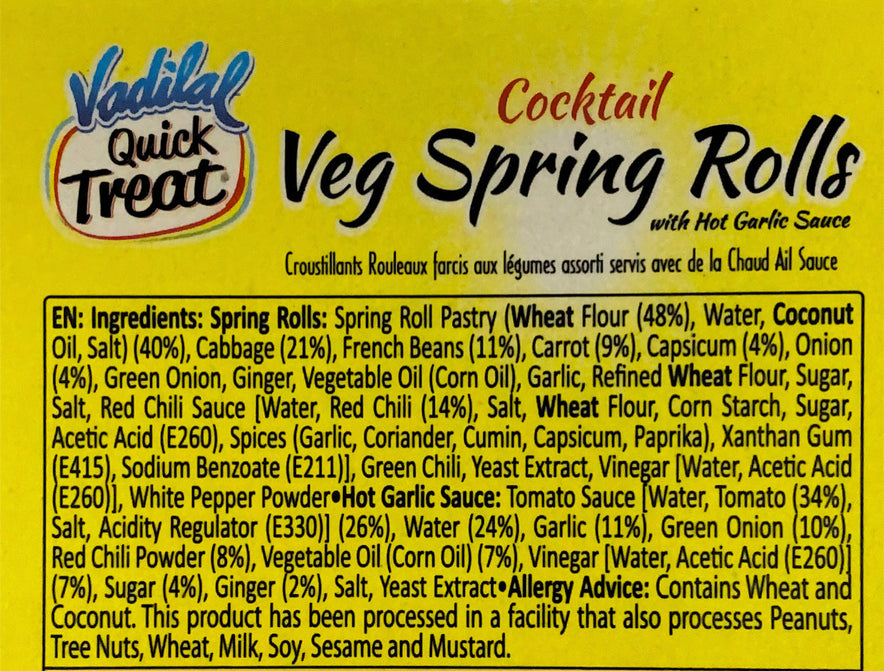 Vadilal
Quick
Treat
Cocktail
Veg Spring Rolls
with Hot Garlic Sauce
Croustillants Rouleaux farcis aux légumes assorti servis avec de la Chaud Ail Sauce
EN: Ingredients: Spring Rolls: Spring Roll Pastry (Wheat Flour (48%), Water, Coconut
Oil, Salt) (40%), Cabbage (21%), French Beans (11%), Carrot (9%), Capsicum (4%), Onion
(4%), Green Onion, Ginger, Vegetable Oil (Corn Oil), Garlic, Refined Wheat Flour, Sugar,
Salt, Red Chili Sauce [Water, Red Chili (14%), Salt, Wheat Flour, Corn Starch, Sugar,
Acetic Acid (E260), Spices (Garlic, Coriander, Cumin, Capsicum, Paprika), Xanthan Gum
(E415), Sodium Benzoate (E211)], Green Chili, Yeast Extract, Vinegar [Water, Acetic Acid
(E260)], White Pepper Powder•Hot Garlic Sauce: Tomato Sauce [Water, Tomato (34%),
Salt, Acidity Regulator (E330)] (26%), Water (24%), Garlic (11%), Green Onion (10%),
Red Chili Powder (8%), Vegetable Oil (Corn Oil) (7%), Vinegar [Water, Acetic Acid (E260)]
(7%), Sugar (4%), Ginger (2%), Salt, Yeast Extract•Allergy Advice: Contains Wheat and
Coconut. This product has been processed in a facility that also processes Peanuts,
Tree Nuts, Wheat, Milk, Soy, Sesame and Mustard.